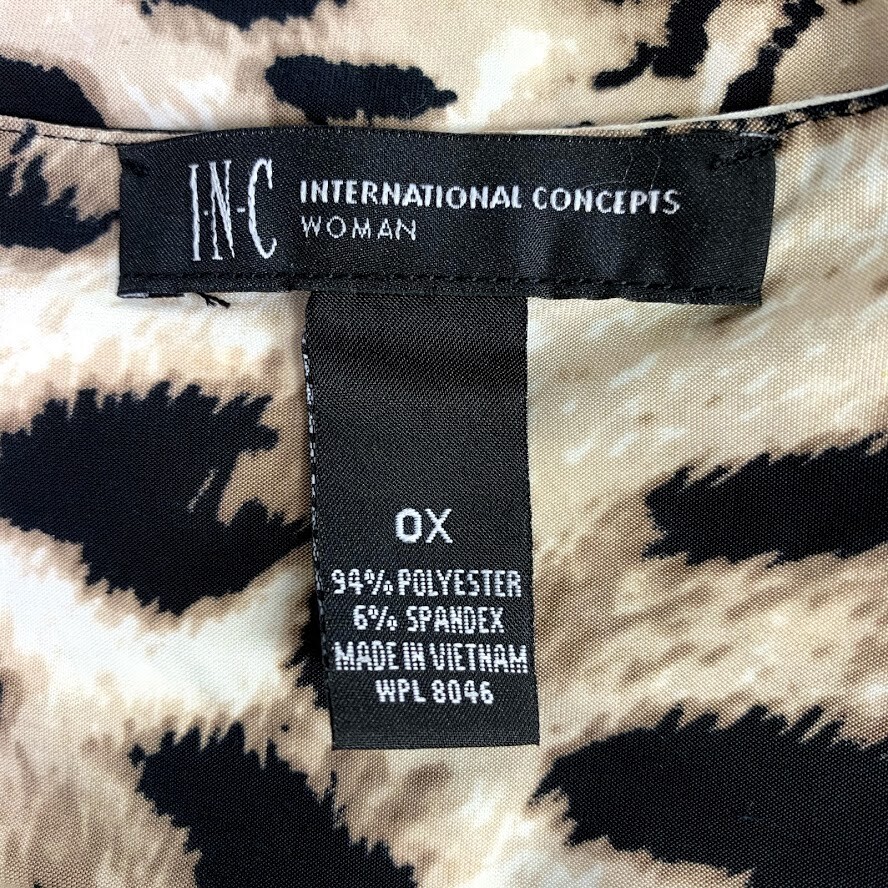 I·N·C INTERNATIONAL CONCEPTS
WOMAN
0X
94% POLYESTER
6% SPANDEX
MADE IN VIETNAM
WPL 8046